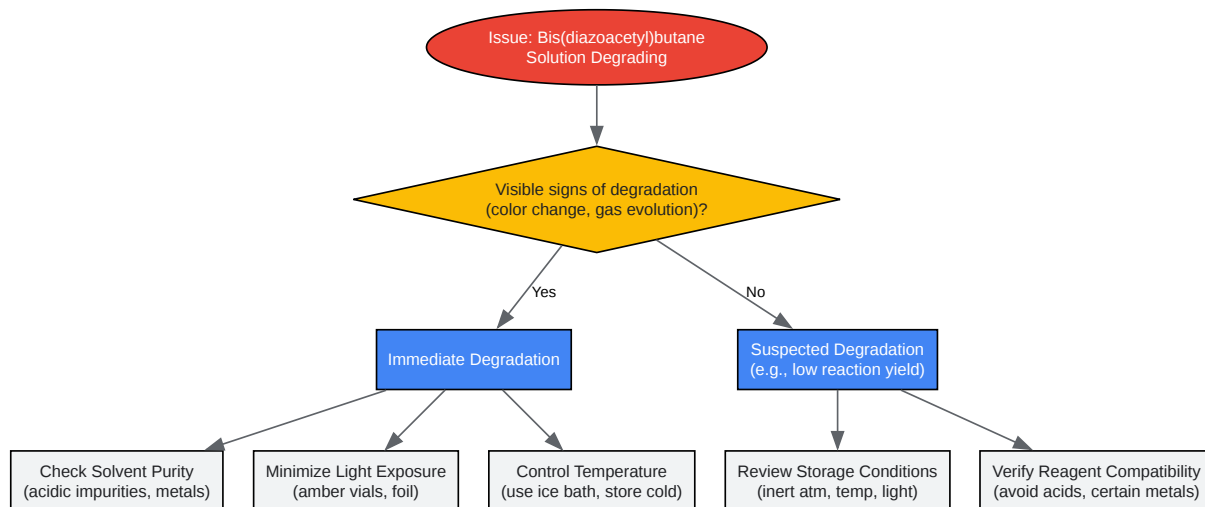 Issue: Bis(diazoacetyl)butane
Solution Degrading
Visible signs of degradation
(color change, gas evolution)?
Yes
No
Immediate Degradation
Suspected Degradation
(e.g., low reaction yield)
Check Solvent Purity
(acidic impurities, metals)
Minimize Light Exposure
(amber vials, foil)
Control Temperature
(use ice bath, store cold)
Review Storage Conditions
(inert atm, temp, light)
Verify Reagent Compatibility
(avoid acids, certain metals)